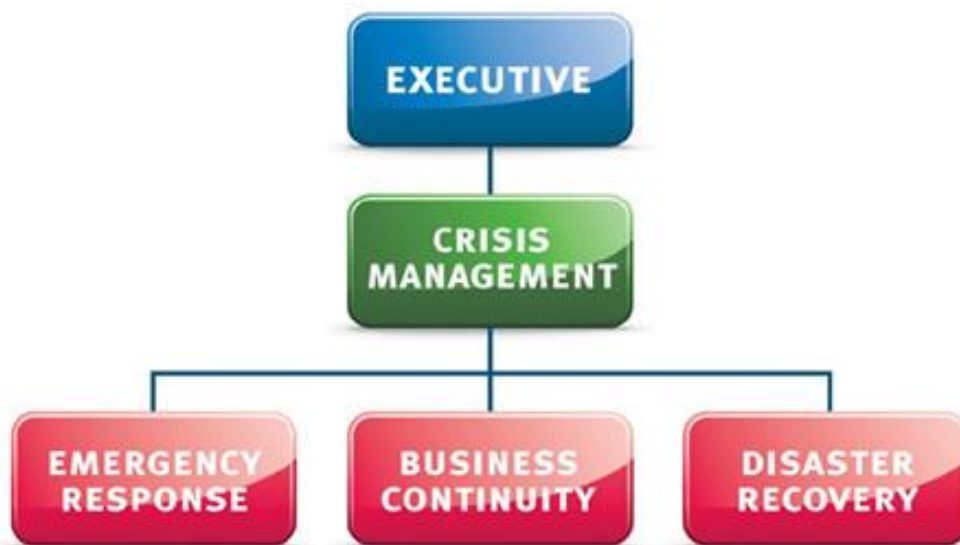 EXECUTIVE
CRISIS
MANAGEMENT
EMERGENCY
RESPONSE
BUSINESS
CONTINUITY
DISASTER
RECOVERY